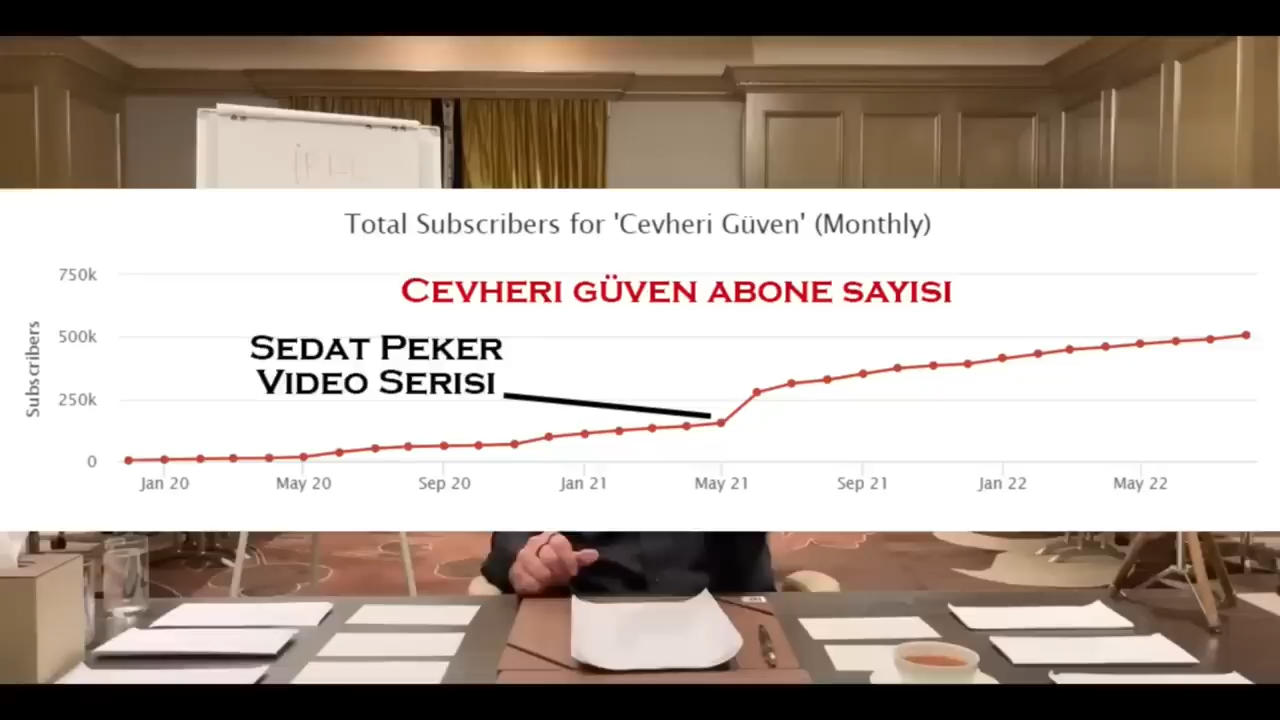 Total Subscribers for 'Cevheri Güven' (Monthly)
CEVHERI GÜVEN ABONE SAYISI
SEDAT PEKER
VIDEO SERISI
Subscribers
750k
500k
250k
0
Jan 20 May 20 Sep 20 Jan 21 May 21 Sep 21 Jan 22 May 22